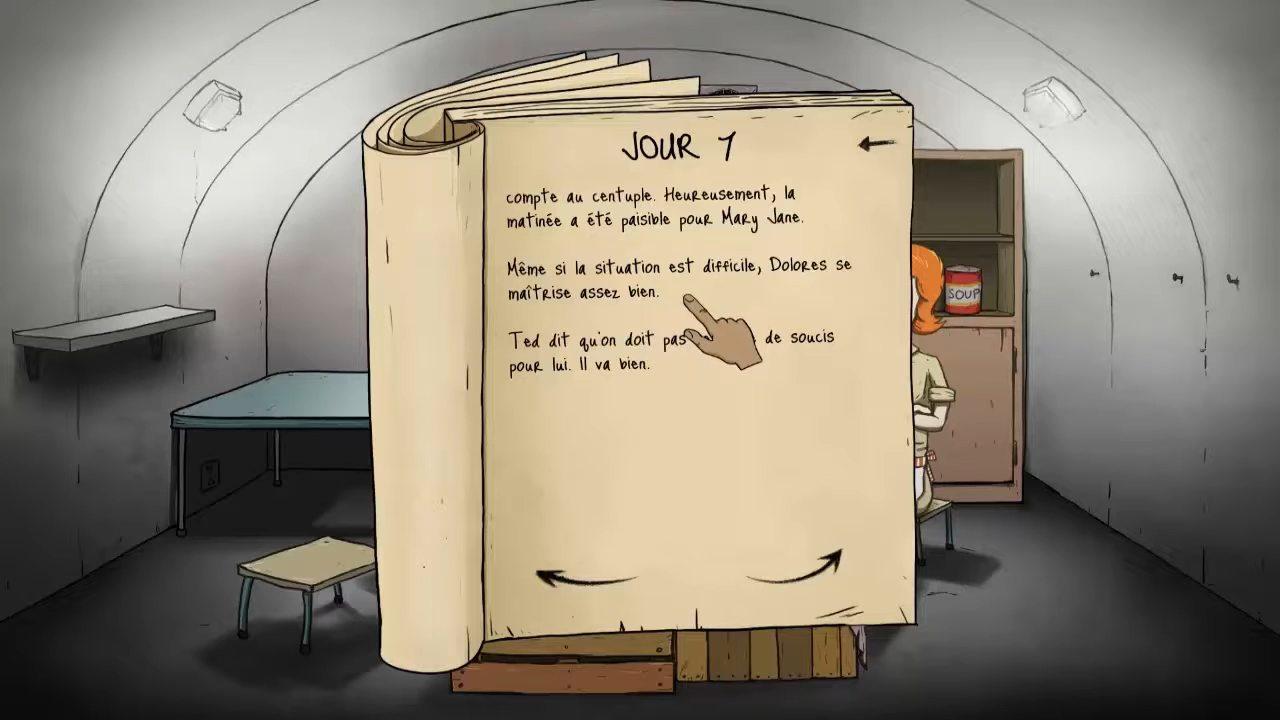 JOUR 1
compte au centuple. Heureusement, la
matinée a été paisible pour Mary Jane.
Même si la situation est difficile, Dolores se
maîtrise assez bien.
Ted dit qu'on doit pas de soucis
pour lui. Il va bien.
SOUP